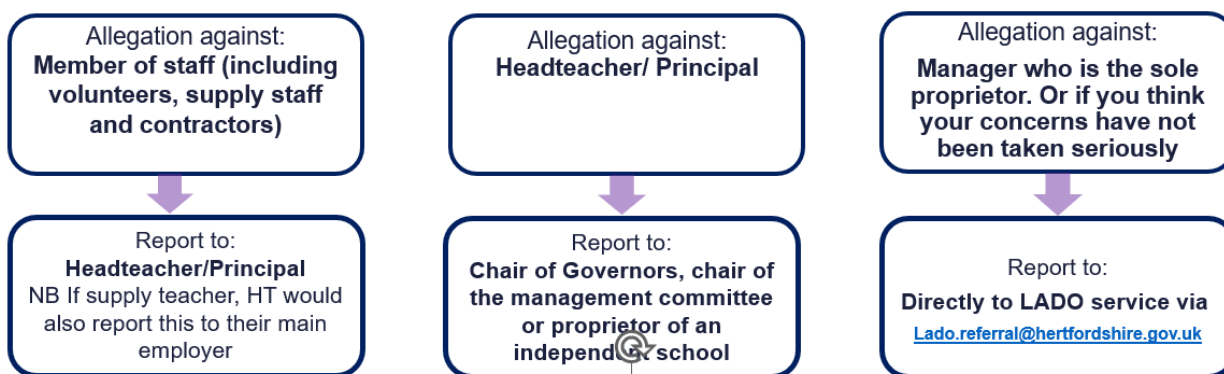 Allegation against:
Member of staff (including
volunteers, supply staff
and contractors)
Report to:
Headteacher/Principal
NB If supply teacher, HT would
also report this to their main
employer
Allegation against:
Headteacher/ Principal
Report to:
Chair of Governors, chair of
the management committee
or proprietor of an
independent school
Allegation against:
Manager who is the sole
proprietor. Or if you think
your concerns have not
been taken seriously
Report to:
Directly to LADO service via
Lado.referral@hertfordshire.gov.uk